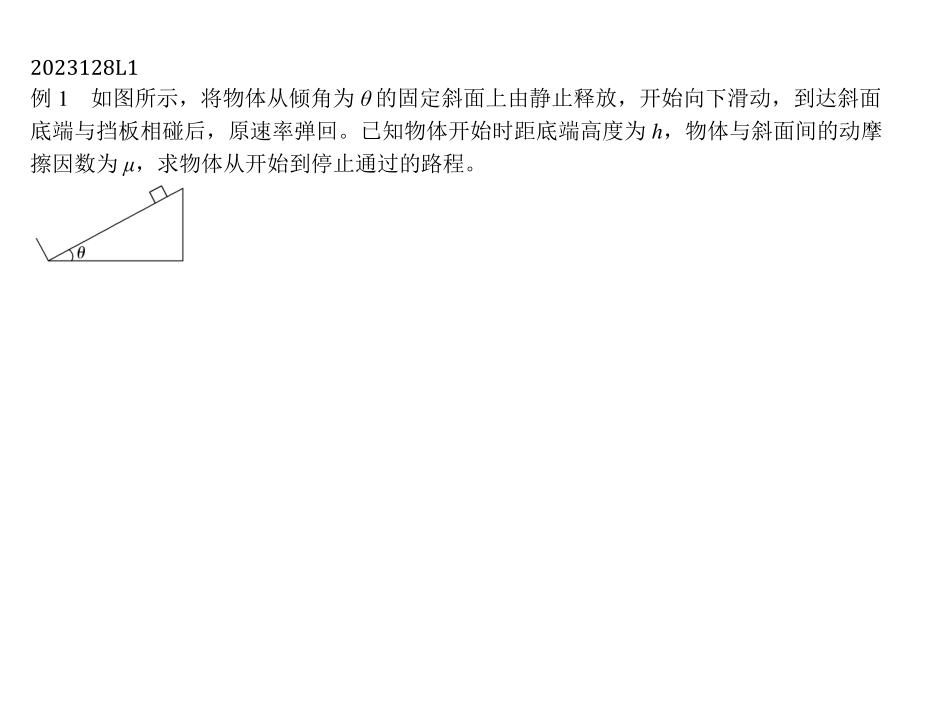 2023128L1
例 1　如图所示，将物体从倾角为 θ 的固定斜面上由静止释放，开始向下滑动，到达斜面
底端与挡板相碰后，原速率弹回。已知物体开始时距底端高度为 h，物体与斜面间的动摩
擦因数为 μ，求物体从开始到停止通过的路程。
θ